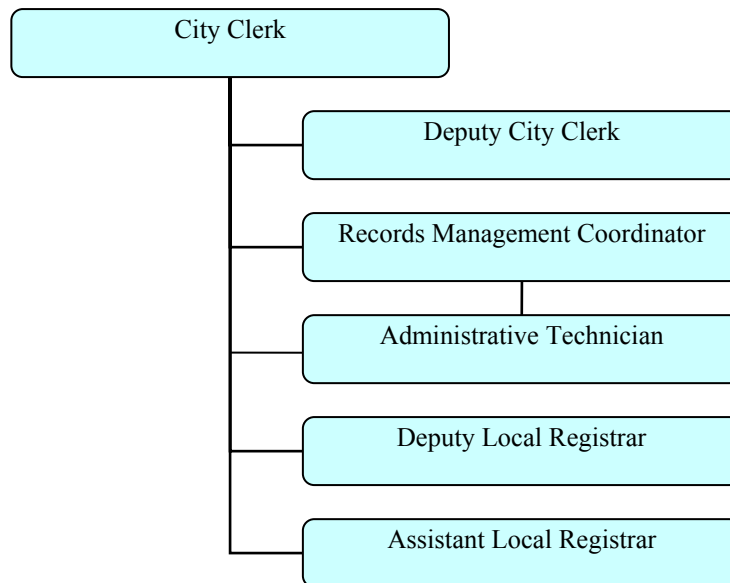 City Clerk
Deputy City Clerk
Records Management Coordinator
Administrative Technician
Deputy Local Registrar
Assistant Local Registrar